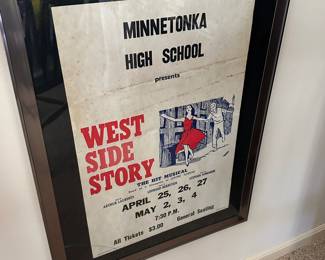 MINNETONKA
HIGH SCHOOL
presents
WEST
SIDE
STORY
THE HIT MUSICAL
APRIL 25, 26, 27
MAY 2, 3, 4
7:30 P.M.
General Seating
All Tickets $3.00